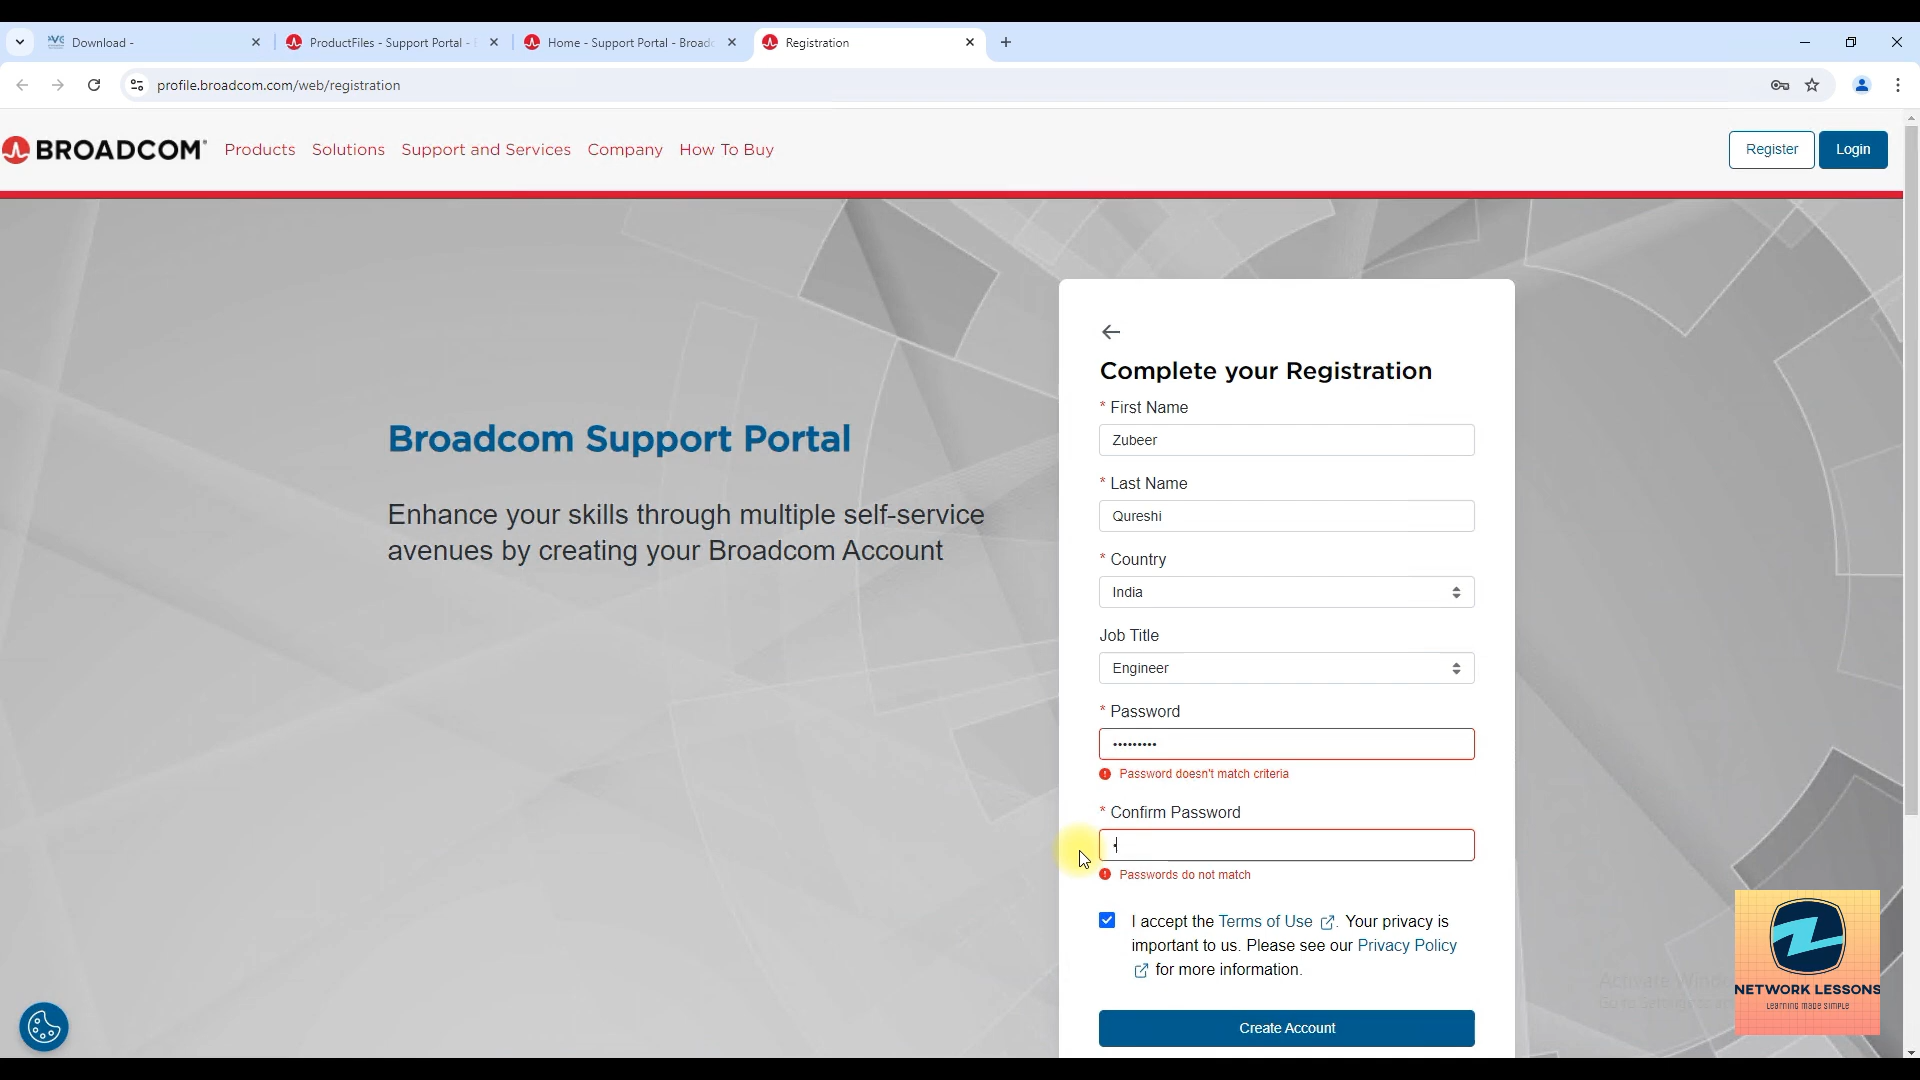 Download -
ProductFiles - Support Portal -
Home - Support Portal - Broadc
Registration
profile.broadcom.com/web/registration
BROADCOM
Products
Solutions
Support and Services
Company
How To Buy
Register
Login
Broadcom Support Portal
Enhance your skills through multiple self-service
avenues by creating your Broadcom Account
Complete your Registration
* First Name
Zubeer
* Last Name
Qureshi
* Country
India
Job Title
Engineer
* Password
•••••••••
Password doesn't match criteria
* Confirm Password
•
Passwords do not match
I accept the Terms of Use . Your privacy is
important to us. Please see our Privacy Policy
for more information.
Create Account
NETWORK LESSONS
Learning made simple